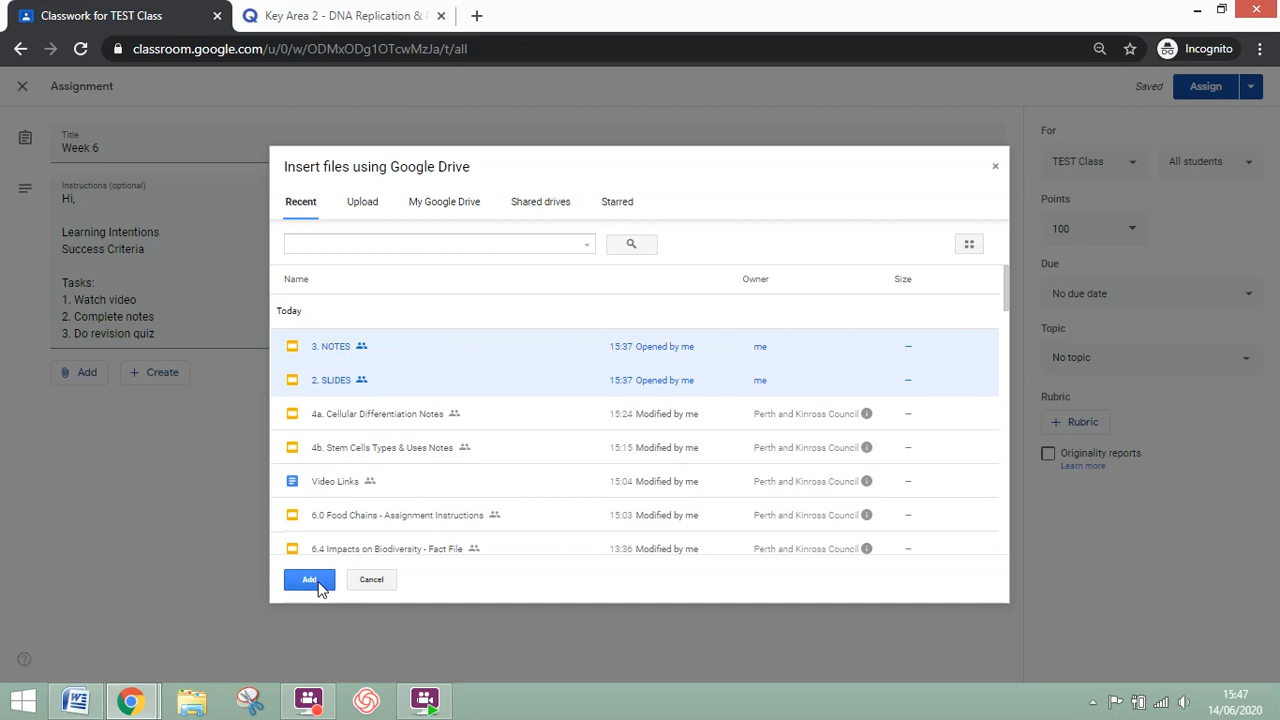 Classwork for TEST Class
Key Area 2 - DNA Replication &
classroom.google.com/u/0/w/ODMxODg1OTcwMzJa/t/all
Incognito
Assignment
Saved
Assign
Title
Week 6
Instructions (optional)
Hi,
Learning Intentions
Success Criteria
Tasks:
1. Watch video
2. Complete notes
3. Do revision quiz
Add
Create
Insert files using Google Drive
Recent
Upload
My Google Drive
Shared drives
Starred
Name Owner Size
Today
3. NOTES 15:37 Opened by me me –
2. SLIDES 15:37 Opened by me me –
4a. Cellular Differentiation Notes 15:24 Modified by me Perth and Kinross Council –
4b. Stem Cells Types & Uses Notes 15:15 Modified by me Perth and Kinross Council –
Video Links 15:04 Modified by me Perth and Kinross Council –
6.0 Food Chains - Assignment Instructions 15:03 Modified by me Perth and Kinross Council –
6.4 Impacts on Biodiversity - Fact File 13:36 Modified by me Perth and Kinross Council –
Add
Cancel
For
TEST Class
All students
Points
100
Due
No due date
Topic
No topic
Rubric
Rubric
Originality reports
Learn more
15:47
14/06/2020